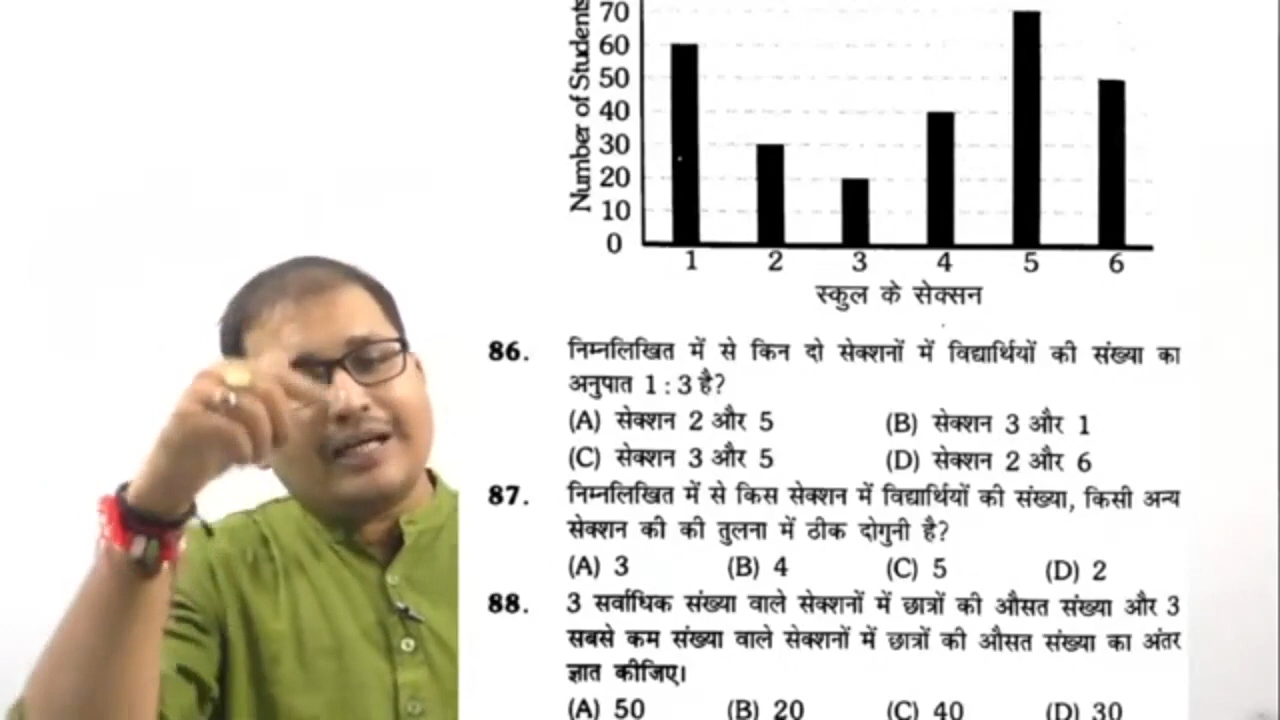 Number of Students
70
60
50
40
30
20
10
0
1 2 3 4 5 6
स्कुल के सेक्सन
86. निम्नलिखित में से किन दो सेक्शनों में विद्यार्थियों की संख्या का
अनुपात 1 : 3 है?
(A) सेक्शन 2 और 5 (B) सेक्शन 3 और 1
(C) सेक्शन 3 और 5 (D) सेक्शन 2 और 6
87. निम्नलिखित में से किस सेक्शन में विद्यार्थियों की संख्या, किसी अन्य
सेक्शन की की तुलना में ठीक दोगुनी है?
(A) 3 (B) 4 (C) 5 (D) 2
88. 3 सर्वाधिक संख्या वाले सेक्शनों में छात्रों की औसत संख्या और 3
सबसे कम संख्या वाले सेक्शनों में छात्रों की औसत संख्या का अंतर
ज्ञात कीजिए।
(A) 50 (B) 20 (C) 40 (D) 30